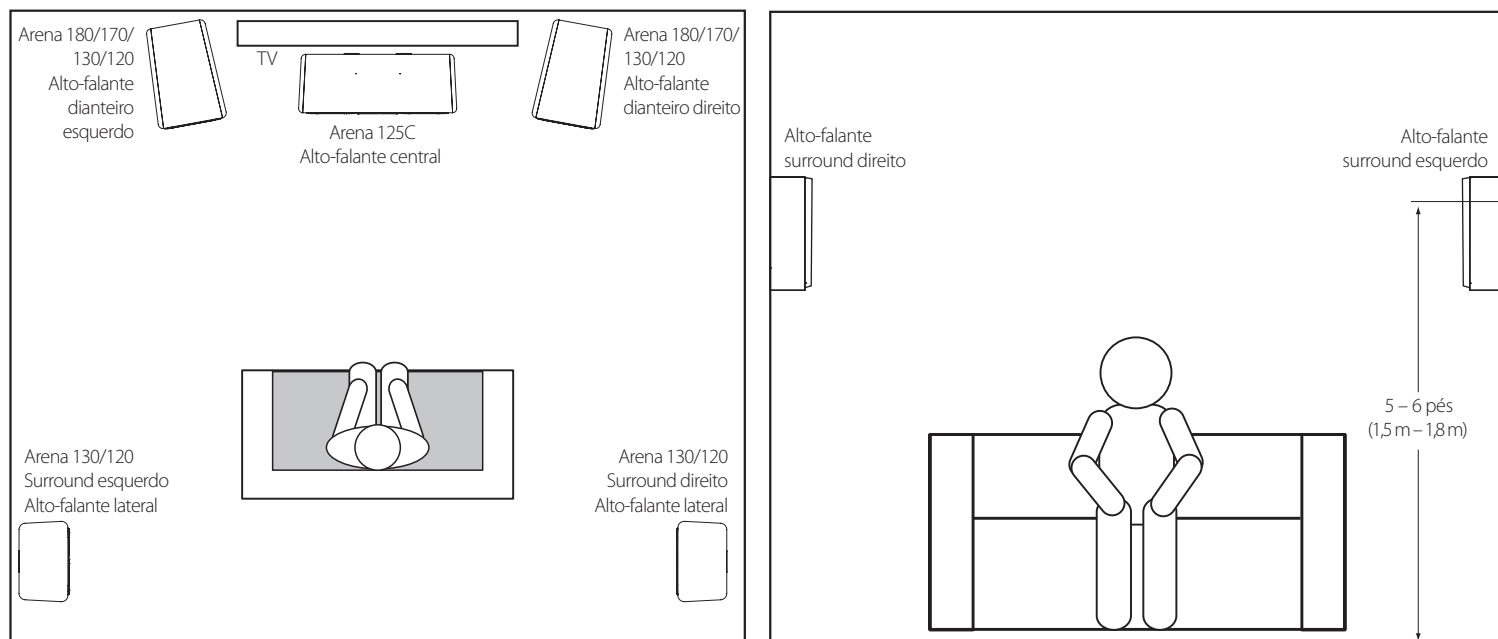 Arena 180/170/
130/120
Alto-falante
dianteiro
esquerdo
TV
Arena 125C
Alto-falante central
Arena 180/170/
130/120
Alto-falante
dianteiro direito
Arena 130/120
Surround esquerdo
Alto-falante lateral
Arena 130/120
Surround direito
Alto-falante lateral
Alto-falante
surround direito
Alto-falante
surround esquerdo
5 – 6 pés
(1,5 m – 1,8 m)